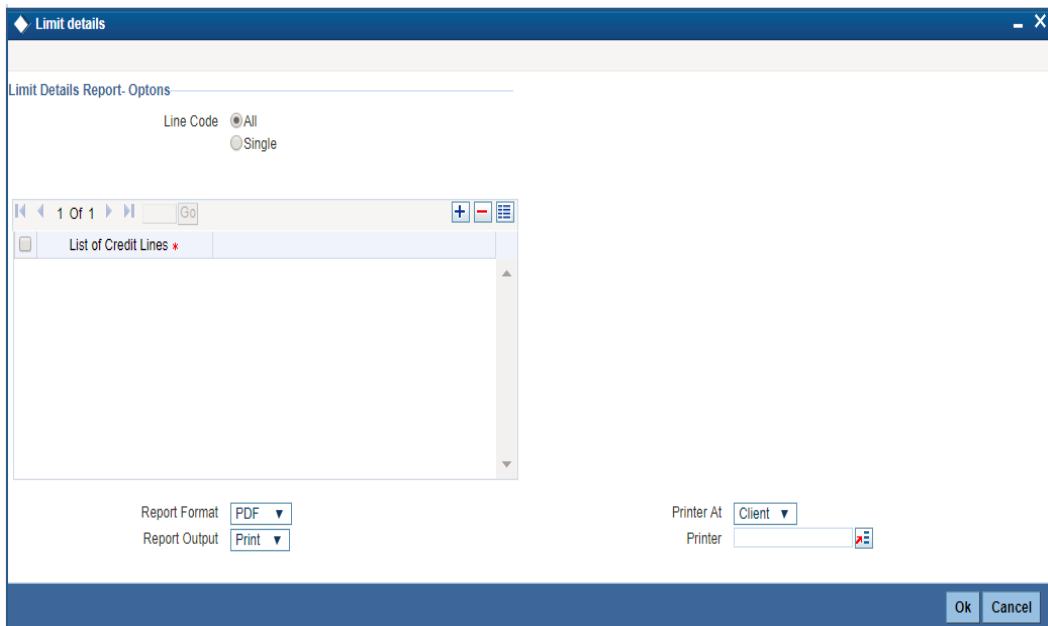 Limit details
Limit Details Report- Optons
Line Code All
Single
1 Of 1 Go
List of Credit Lines *
Report Format PDF
Printer At Client
Report Output Print
Printer
Ok Cancel